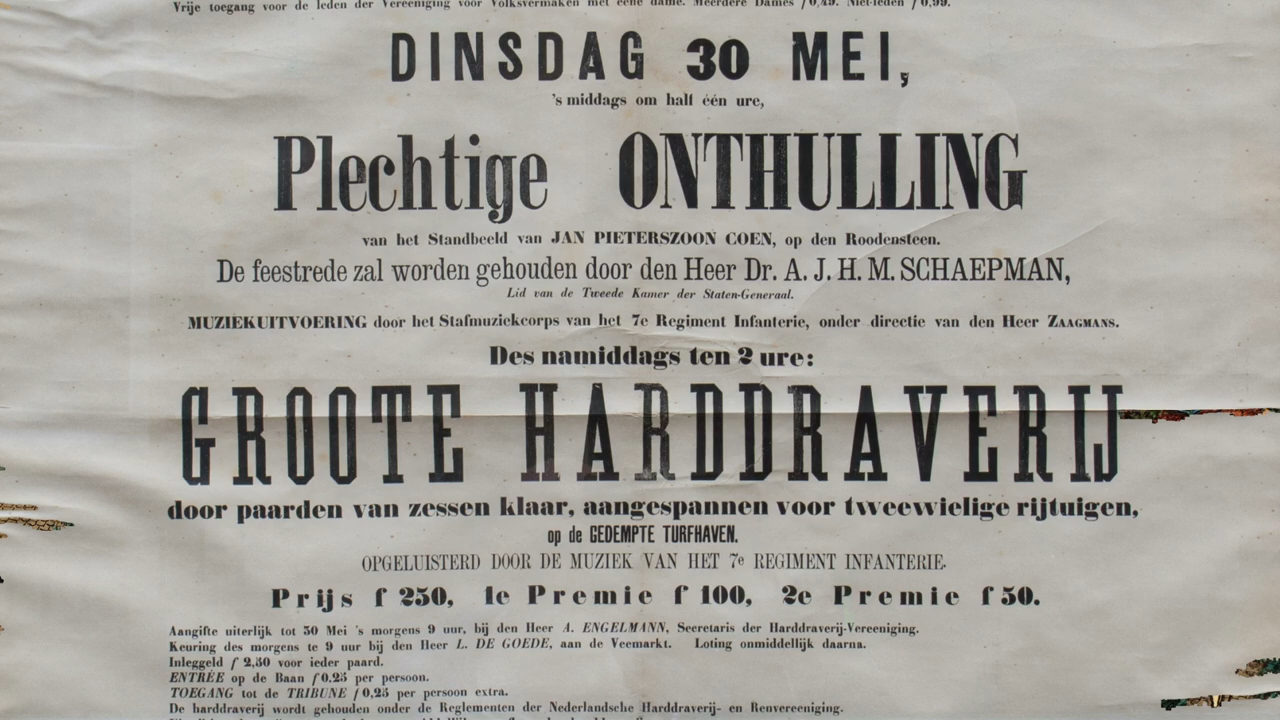 Vrije toegang voor de leden der Vereeniging voor Volksvermaken met eene dame. Meerdere Dames f 0,49. Niet-leden f 0,99.
DINSDAG 30 MEI,
's middags om half één ure,
Plechtige ONTHULLING
van het Standbeeld van JAN PIETERSZOON COEN, op den Roodensteen.
De feestrede zal worden gehouden door den Heer Dr. A. J. H. M. SCHAEPMAN,
Lid van de Tweede Kamer der Staten-Generaal.
MUZIEKUITVOERING door het Stafmuziekcorps van het 7e Regiment Infanterie, onder directie van den Heer ZAAGMANS.
Des namiddags ten 2 ure:
GROOTE HARDDRAVERIJ
door paarden van zessen klaar, aangespannen voor tweewielige rijtuigen,
op de GEDEMPTE TURFHAVEN.
OPGELUISTERD DOOR DE MUZIEK VAN HET 7e REGIMENT INFANTERIE.
Prijs f 250, 1e Premie f 100, 2e Premie f 50.
Aangifte uiterlijk tot 30 Mei 's morgens 9 uur, bij den Heer A. ENGELMANN, Secretaris der Harddraverij-Vereeniging.
Keuring des morgens te 9 uur bij den Heer L. DE GOEDE, aan de Veemarkt. Loting onmiddellijk daarna.
Inleggeld f 2,50 voor ieder paard.
ENTRÉE op de Baan f 0.25 per persoon.
TOEGANG tot de TRIBUNE f 0,25 per persoon extra.
De harddraverij wordt gehouden onder de Reglementen der Nederlandsche Harddraverij- en Renvereeniging.